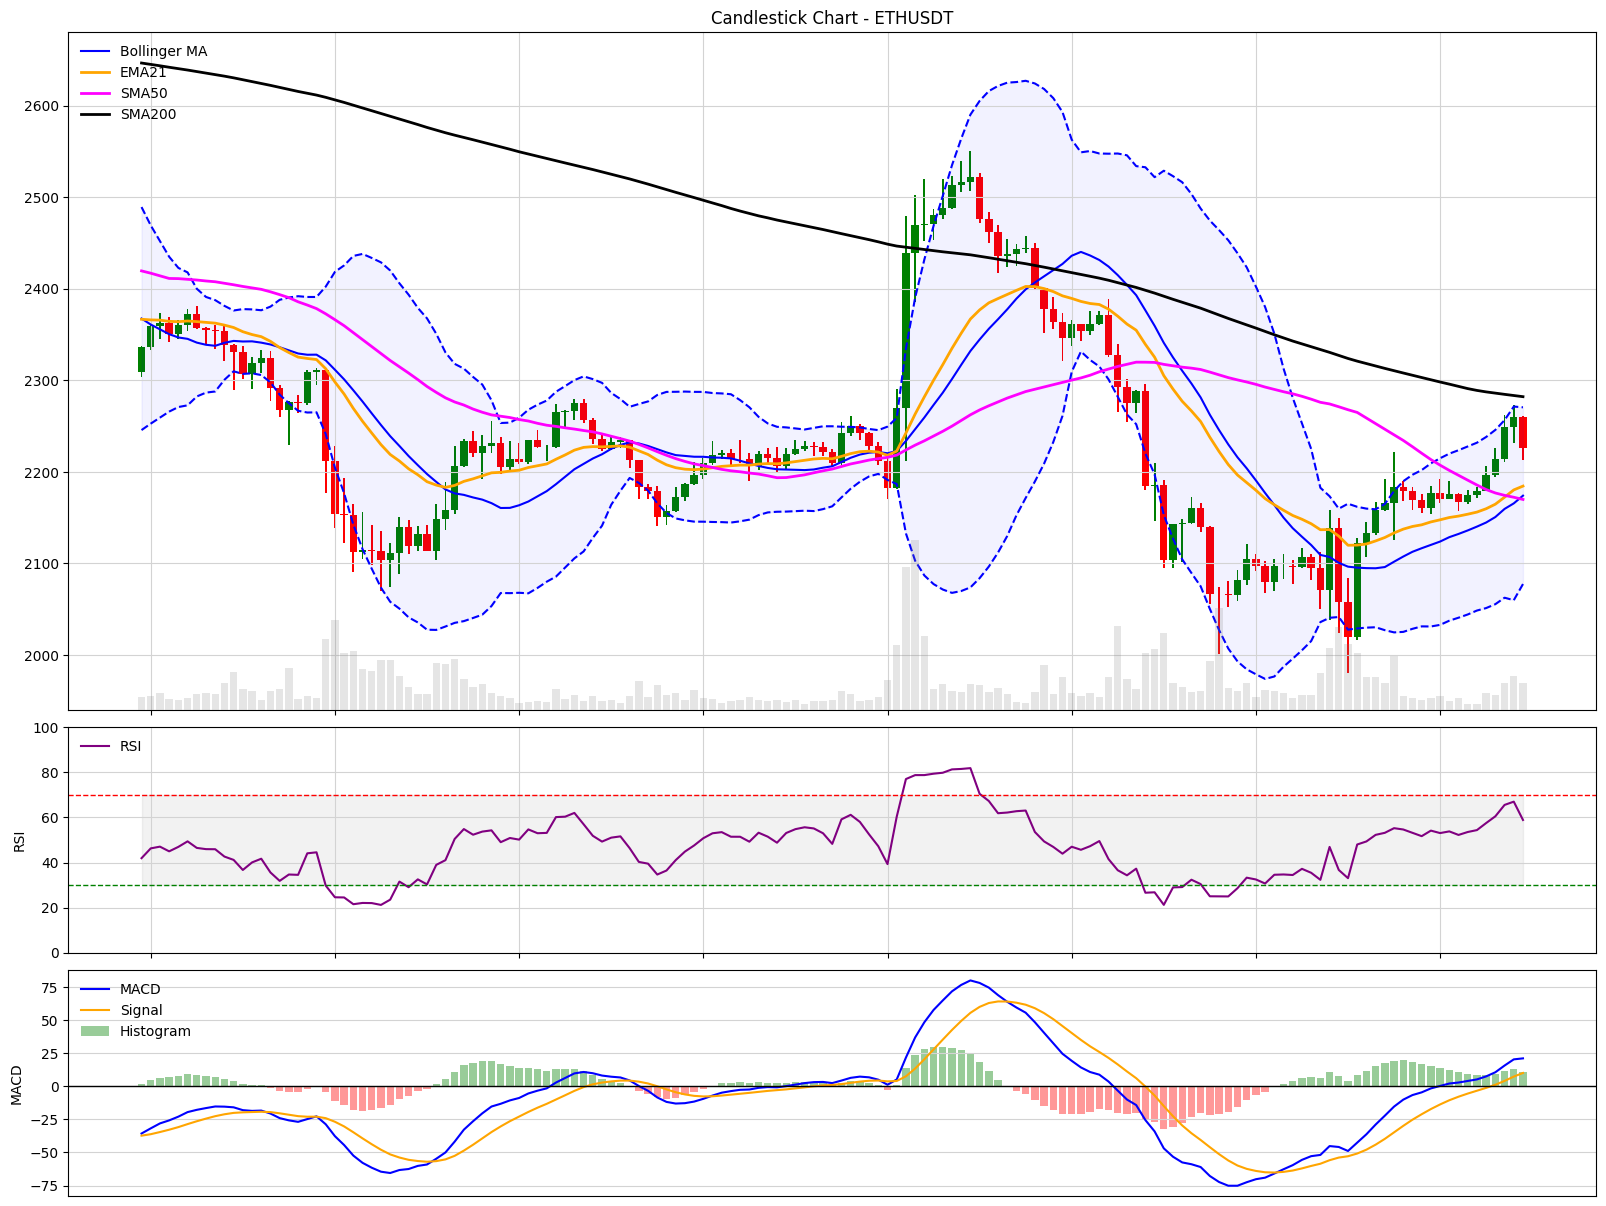 Candlestick Chart - ETHUSDT
Bollinger MA
EMA21
SMA50
SMA200
2600
2500
2400
2300
2200
2100
2000
RSI
100
80
60
40
20
0
RSI
MACD
Signal
Histogram
75
50
25
0
−25
−50
−75
MACD